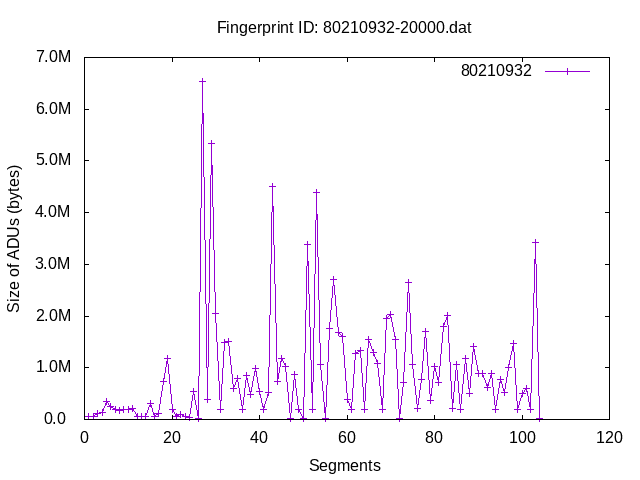 Fingerprint ID: 80210932-20000.dat
80210932
7.0M
6.0M
5.0M
4.0M
3.0M
2.0M
1.0M
0.0
Size of ADUs (bytes)
0 20 40 60 80 100 120
Segments